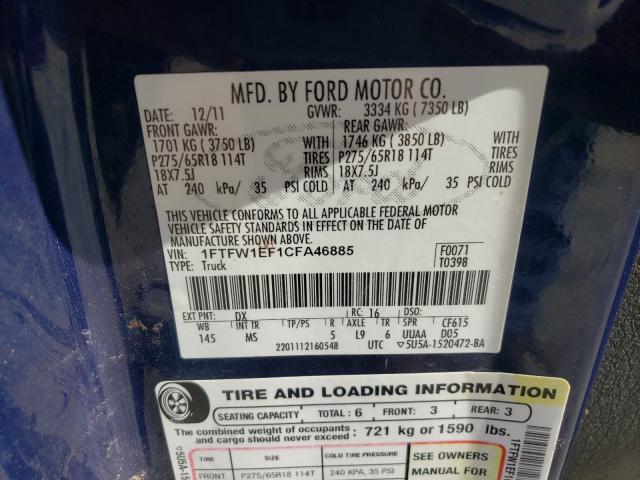 MFD. BY FORD MOTOR CO.
DATE: 12/11 GVWR: 3334 KG ( 7350 LB)
FRONT GAWR: REAR GAWR:
1701 KG ( 3750 LB) WITH 1746 KG ( 3850 LB) WITH
P275/65R18 114T TIRES P275/65R18 114T TIRES
18X7.5J RIMS 18X7.5J RIMS
AT 240 kPa/ 35 PSI COLD AT 240 kPa/ 35 PSI COLD
THIS VEHICLE CONFORMS TO ALL APPLICABLE FEDERAL MOTOR
VEHICLE SAFETY STANDARDS IN EFFECT ON THE DATE OF
MANUFACTURE SHOWN ABOVE.
VIN: 1FTFW1EF1CFA46885 F0071
TYPE: Truck T0398
EXT PNT: DX RC: 16 DSO:
WB INT TR TP/PS R AXLE TR SPR CF615
145 MS 5 L9 6 UUAA D05
2201112160548 UTC ▽5U5A-1520472-BA
TIRE AND LOADING INFORMATION
SEATING CAPACITY TOTAL: 6 FRONT: 3 REAR: 3
The combined weight of occupants and cargo should never exceed: 721 kg or 1590 lbs.
TIRE SIZE COLD TIRE PRESSURE SEE OWNERS
FRONT P275/65R18 114T 240 KPA, 35 PSI MANUAL FOR